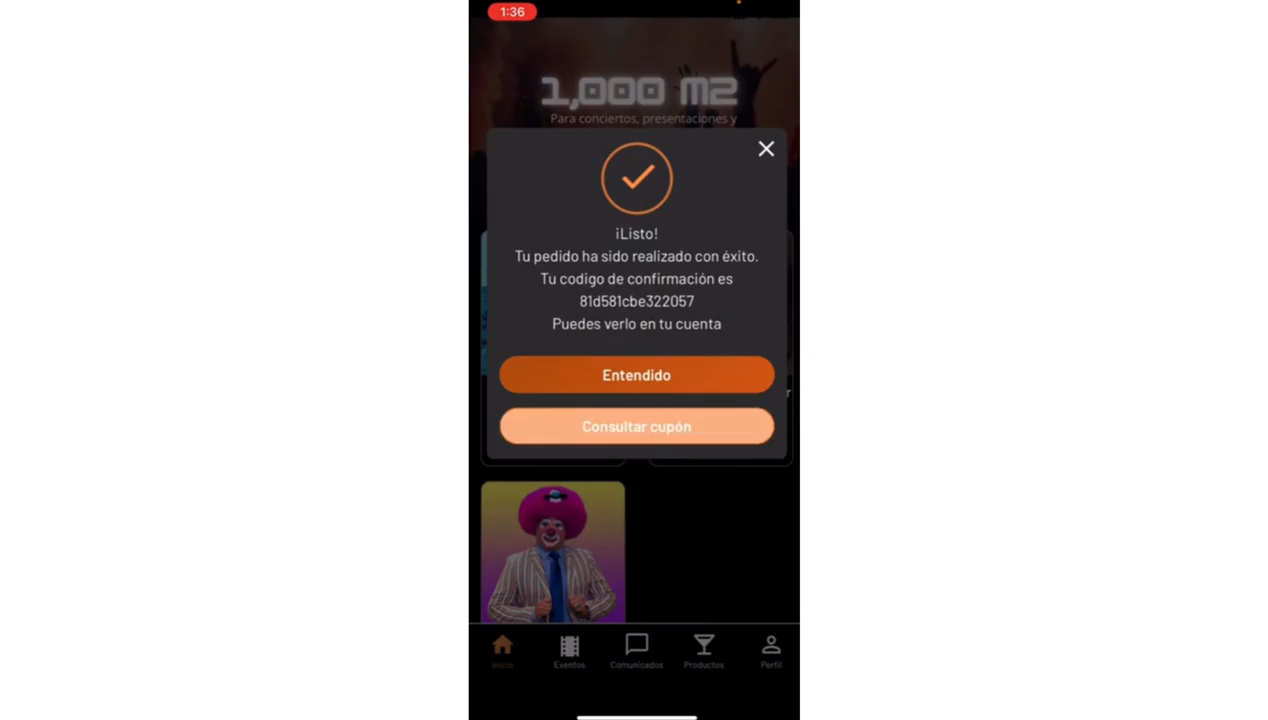 1:36
1,000 m2
Para conciertos, presentaciones y
¡Listo!
Tu pedido ha sido realizado con éxito.
Tu codigo de confirmación es
81d581cbe322057
Puedes verlo en tu cuenta
Entendido
Consultar cupón
r
Inicio
Eventos
Comunicados
Productos
Perfil